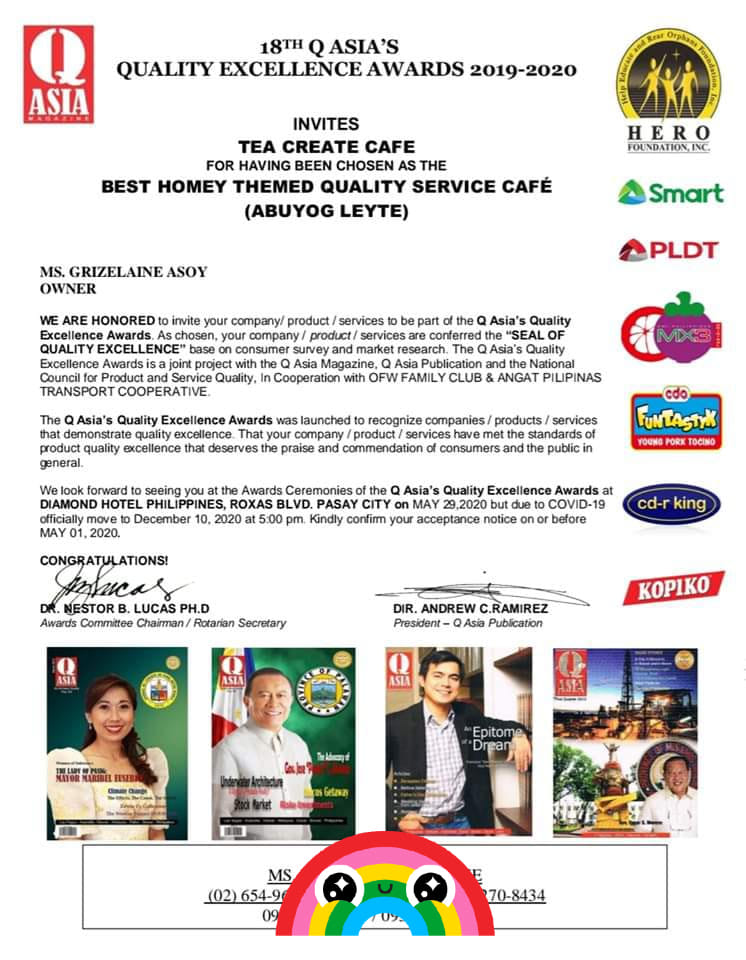 Q
ASIA
MAGAZINE
18TH Q ASIA'S
QUALITY EXCELLENCE AWARDS 2019-2020
Help Educate and Rear Orphans Foundation, Inc.
HERO
FOUNDATION, INC.
INVITES
TEA CREATE CAFE
FOR HAVING BEEN CHOSEN AS THE
BEST HOMEY THEMED QUALITY SERVICE CAFÉ
(ABUYOG LEYTE)
Smart
PLDT
MX3
cdo
FUNTASTYK
YOUNG PORK TOCINO
cd-r king
KOPIKO
MS. GRIZELAINE ASOY
OWNER
WE ARE HONORED to invite your company/ product / services to be part of the Q Asia's Quality
Excellence Awards. As chosen, your company / product / services are conferred the "SEAL OF
QUALITY EXCELLENCE" base on consumer survey and market research. The Q Asia's Quality
Excellence Awards is a joint project with the Q Asia Magazine, Q Asia Publication and the National
Council for Product and Service Quality, In Cooperation with OFW FAMILY CLUB & ANGAT PILIPINAS
TRANSPORT COOPERATIVE.
The Q Asia's Quality Excellence Awards was launched to recognize companies / products / services
that demonstrate quality excellence. That your company / product / services have met the standards of
product quality excellence that deserves the praise and commendation of consumers and the public in
general.
We look forward to seeing you at the Awards Ceremonies of the Q Asia's Quality Excellence Awards at
DIAMOND HOTEL PHILIPPINES, ROXAS BLVD. PASAY CITY on MAY 29,2020 but due to COVID-19
officially move to December 10, 2020 at 5:00 pm. Kindly confirm your acceptance notice on or before
MAY 01, 2020.
CONGRATULATIONS!
DR. NESTOR B. LUCAS PH.D
Awards Committee Chairman / Rotarian Secretary
DIR. ANDREW C.RAMIREZ
President – Q Asia Publication
Q
ASIA
THE LADY OF PASIG:
MAYOR MARIBEL EUSEBIO
Climate Change
Q
ASIA
PROVINCE OF
The Advocacy of
Gov. Jose
Underwater Architecture
Getaway
Stock Market
Make Investments
Q
ASIA
An Epitome
of a Dream
Articles
Q
ASIA
MS.
(02) 654-9
70-8434
09
/ 09